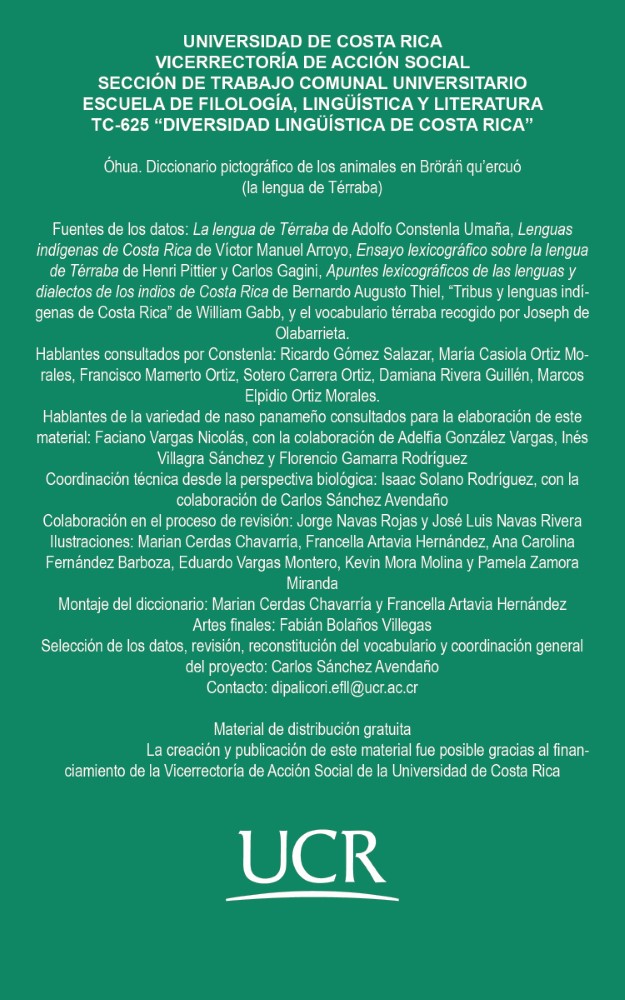 UNIVERSIDAD DE COSTA RICA
VICERRECTORÍA DE ACCIÓN SOCIAL
SECCIÓN DE TRABAJO COMUNAL UNIVERSITARIO
ESCUELA DE FILOLOGÍA, LINGÜÍSTICA Y LITERATURA
TC-625 “DIVERSIDAD LINGÜÍSTICA DE COSTA RICA”
Óhua. Diccionario pictográfico de los animales en Brörán̈ qu’ercuó
(la lengua de Térraba)
Fuentes de los datos: La lengua de Térraba de Adolfo Constenla Umaña, Lenguas
indígenas de Costa Rica de Víctor Manuel Arroyo, Ensayo lexicográfico sobre la lengua
de Térraba de Henri Pittier y Carlos Gagini, Apuntes lexicográficos de las lenguas y
dialectos de los indios de Costa Rica de Bernardo Augusto Thiel, “Tribus y lenguas indí-
genas de Costa Rica” de William Gabb, y el vocabulario térraba recogido por Joseph de
Olabarrieta.
Hablantes consultados por Constenla: Ricardo Gómez Salazar, María Casiola Ortiz Mo-
rales, Francisco Mamerto Ortiz, Sotero Carrera Ortiz, Damiana Rivera Guillén, Marcos
Elpidio Ortiz Morales.
Hablantes de la variedad de naso panameño consultados para la elaboración de este
material: Faciano Vargas Nicolás, con la colaboración de Adelfia González Vargas, Inés
Villagra Sánchez y Florencio Gamarra Rodríguez
Coordinación técnica desde la perspectiva biológica: Isaac Solano Rodríguez, con la
colaboración de Carlos Sánchez Avendaño
Colaboración en el proceso de revisión: Jorge Navas Rojas y José Luis Navas Rivera
Ilustraciones: Marian Cerdas Chavarría, Francella Artavia Hernández, Ana Carolina
Fernández Barboza, Eduardo Vargas Montero, Kevin Mora Molina y Pamela Zamora
Miranda
Montaje del diccionario: Marian Cerdas Chavarría y Francella Artavia Hernández
Artes finales: Fabián Bolaños Villegas
Selección de los datos, revisión, reconstitución del vocabulario y coordinación general
del proyecto: Carlos Sánchez Avendaño
Contacto: dipalicori.efll@ucr.ac.cr
Material de distribución gratuita
La creación y publicación de este material fue posible gracias al finan-
ciamiento de la Vicerrectoría de Acción Social de la Universidad de Costa Rica
UCR